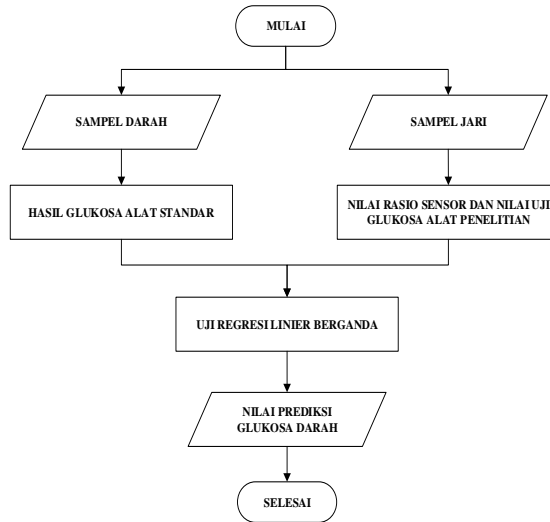 MULAI
SAMPEL DARAH
SAMPEL JARI
HASIL GLUKOSA ALAT STANDAR
NILAI RASIO SENSOR DAN NILAI UJI
GLUKOSA ALAT PENELITIAN
UJI REGRESI LINIER BERGANDA
NILAI PREDIKSI
GLUKOSA DARAH
SELESAI